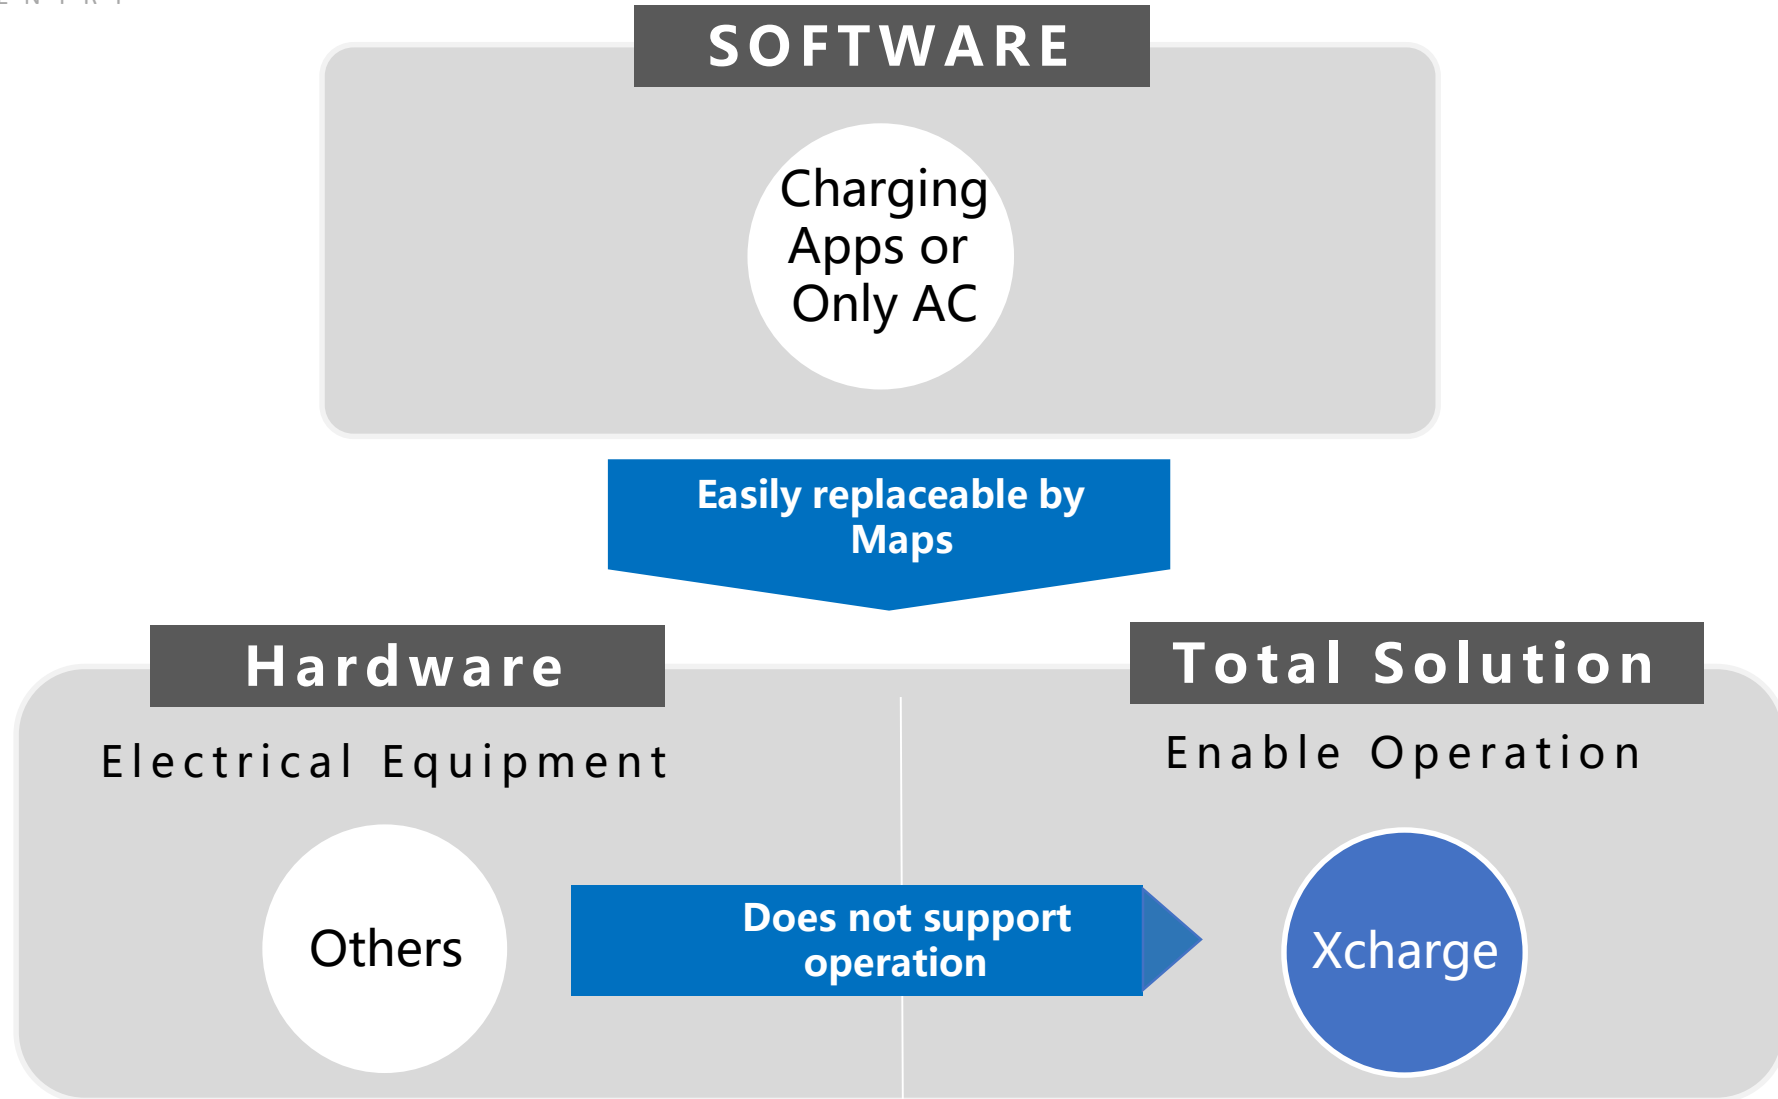 SOFTWARE
Charging
Apps or
Only AC
Easily replaceable by
Maps
Hardware
Total Solution
Electrical Equipment
Enable Operation
Others
Does not support
operation
Xcharge